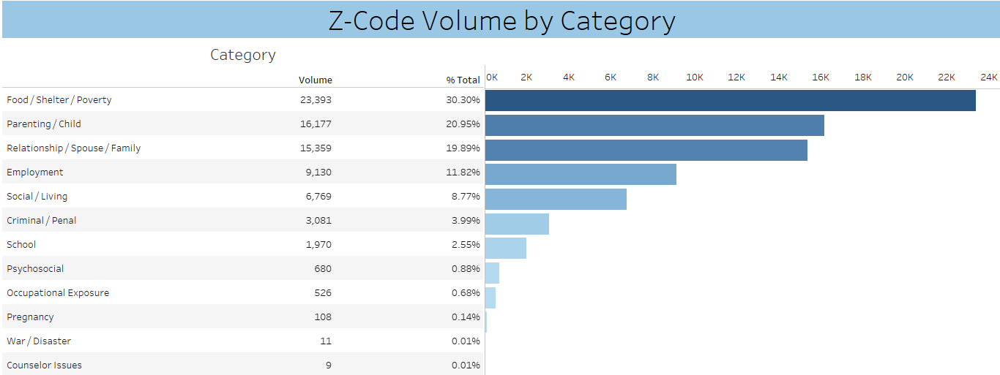 Z-Code Volume by Category
Category
Volume % Total 0K 2K 4K 6K 8K 10K 12K 14K 16K 18K 20K 22K 24K
Food / Shelter / Poverty 23,393 30.30%
Parenting / Child 16,177 20.95%
Relationship / Spouse / Family 15,359 19.89%
Employment 9,130 11.82%
Social / Living 6,769 8.77%
Criminal / Penal 3,081 3.99%
School 1,970 2.55%
Psychosocial 680 0.88%
Occupational Exposure 526 0.68%
Pregnancy 108 0.14%
War / Disaster 11 0.01%
Counselor Issues 9 0.01%